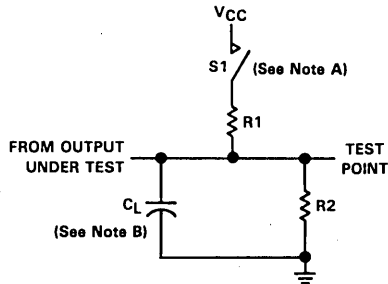 VCC
S1 (See Note A)
R1
FROM OUTPUT
UNDER TEST
TEST
POINT
CL
(See Note B)
R2